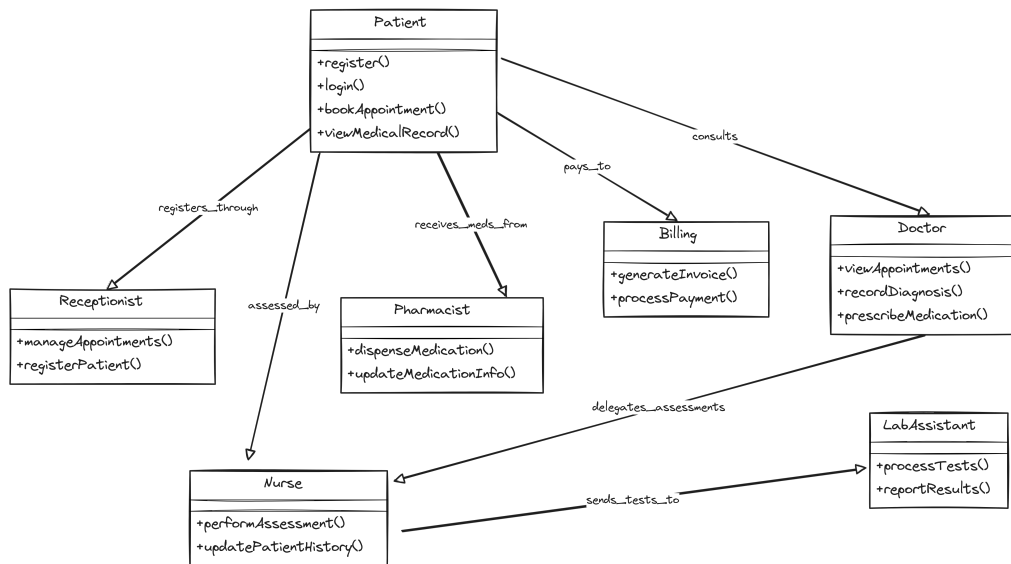 Patient
+register()
+login()
+bookAppointment()
+viewMedicalRecord()
consults
pays_to
registers_through
receives_meds_from
assessed_by
Receptionist
+manageAppointments()
+registerPatient()
Pharmacist
+dispenseMedication()
+updateMedicationInfo()
Billing
+generateInvoice()
+processPayment()
Doctor
+viewAppointments()
+recordDiagnosis()
+prescribeMedication()
delegates_assessments
LabAssistant
+processTests()
+reportResults()
Nurse
+performAssessment()
+updatePatientHistory()
sends_tests_to